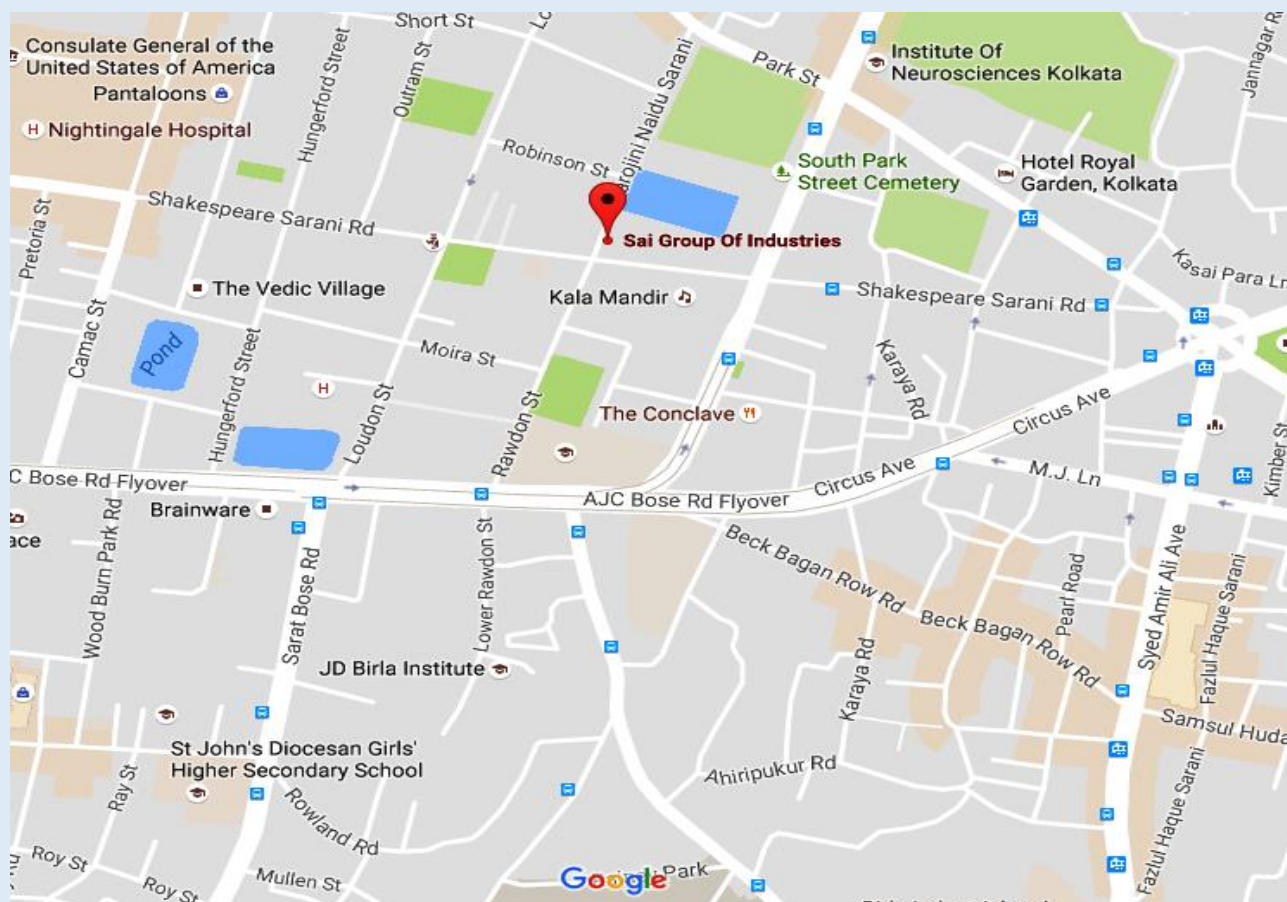 Short St
Consulate General of the
United States of America
Pantaloons
H Nightingale Hospital
Hungerford Street
Outram St
Robinson St
arojini Naidu Sarani
Park St
Institute Of
Neurosciences Kolkata
Jannagar Rd
South Park
Street Cemetery
Hotel Royal
Garden, Kolkata
Pretoria St
Shakespeare Sarani Rd
Sai Group Of Industries
Kasai Para Ln
The Vedic Village
Kala Mandir
Shakespeare Sarani Rd
Camac St
Pond
Hungerford Street
Moira St
H
Loudon St
Rawdon St
The Conclave
Karaya Rd
Circus Ave
Circus Ave
M.J. Ln
Kimber St
C Bose Rd Flyover
AJC Bose Rd Flyover
Brainware
ace
Wood Burn Park Rd
Sarat Bose Rd
Lower Rawdon St
Beck Bagan Row Rd
Beck Bagan Row Rd
Pearl Road
Syed Amir Ali Ave
Fazlul Haque Sarani
JD Birla Institute
Karaya Rd
Samsul Huda
St John's Diocesan Girls'
Higher Secondary School
Ray St
Rowland Rd
Ahiripukur Rd
Fazlul Haque Sarani
Roy St
Roy St
Mullen St
Google
Park